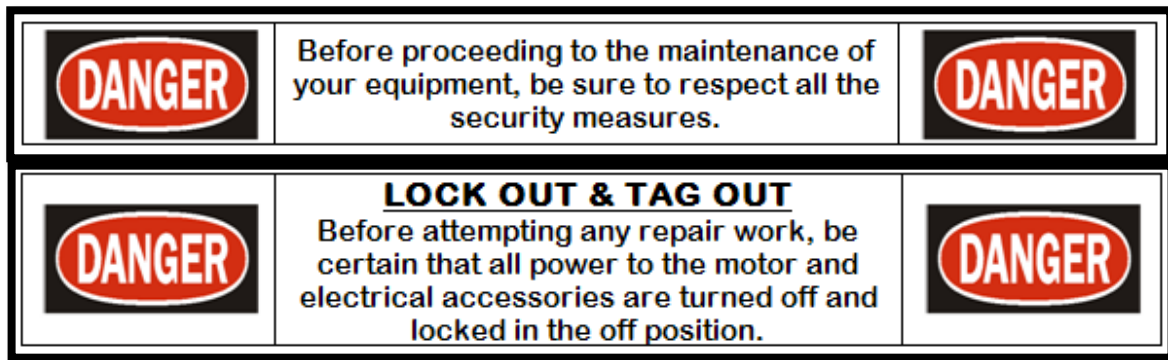 DANGER
Before proceeding to the maintenance of
your equipment, be sure to respect all the
security measures.
DANGER
DANGER
LOCK OUT & TAG OUT
Before attempting any repair work, be
certain that all power to the motor and
electrical accessories are turned off and
locked in the off position.
DANGER